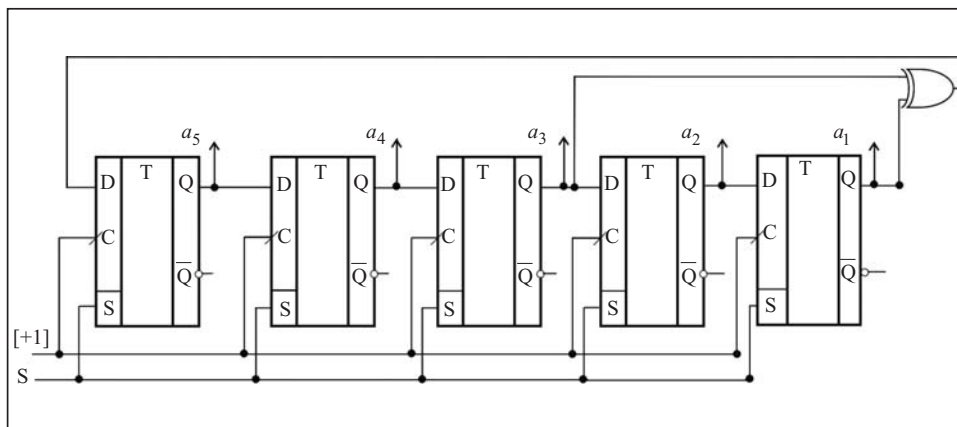 a5 a4 a3 a2 a1
T T T T T
D Q D Q D Q D Q D Q
C C C C C
Q̅ Q̅ Q̅ Q̅ Q̅
S S S S S
[+1]
S